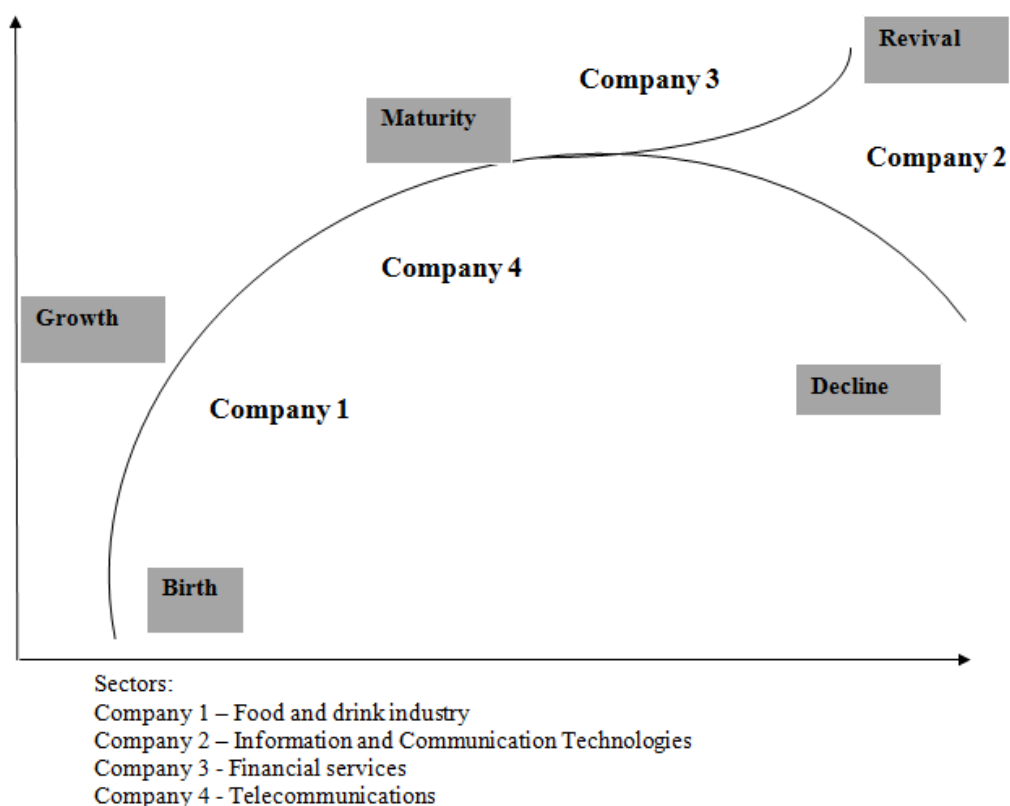 Revival
Company 3
Maturity
Company 2
Company 4
Growth
Decline
Company 1
Birth
Sectors:
Company 1 – Food and drink industry
Company 2 – Information and Communication Technologies
Company 3 - Financial services
Company 4 - Telecommunications